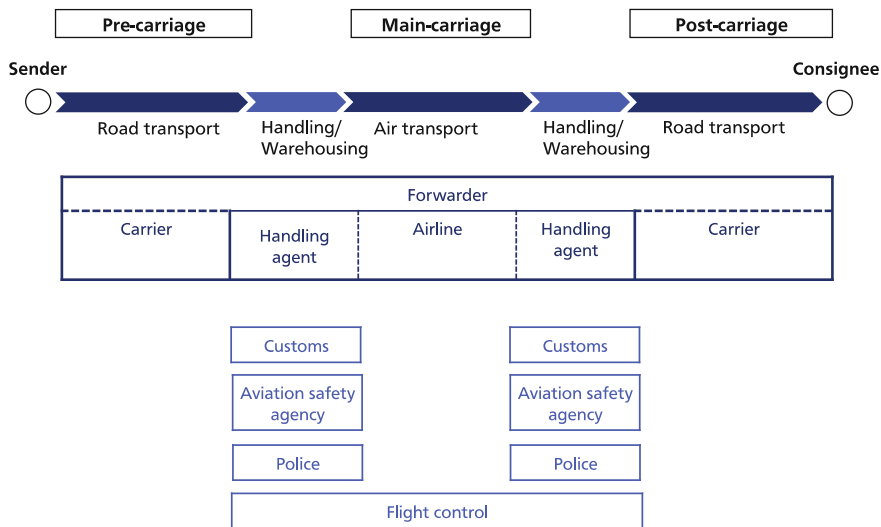 Pre-carriage Main-carriage Post-carriage
Sender Consignee
Road transport Handling/ Air transport Handling/ Road transport
Warehousing Warehousing
Forwarder
Carrier Handling Airline Handling Carrier
agent agent
Customs Customs
Aviation safety Aviation safety
agency agency
Police Police
Flight control